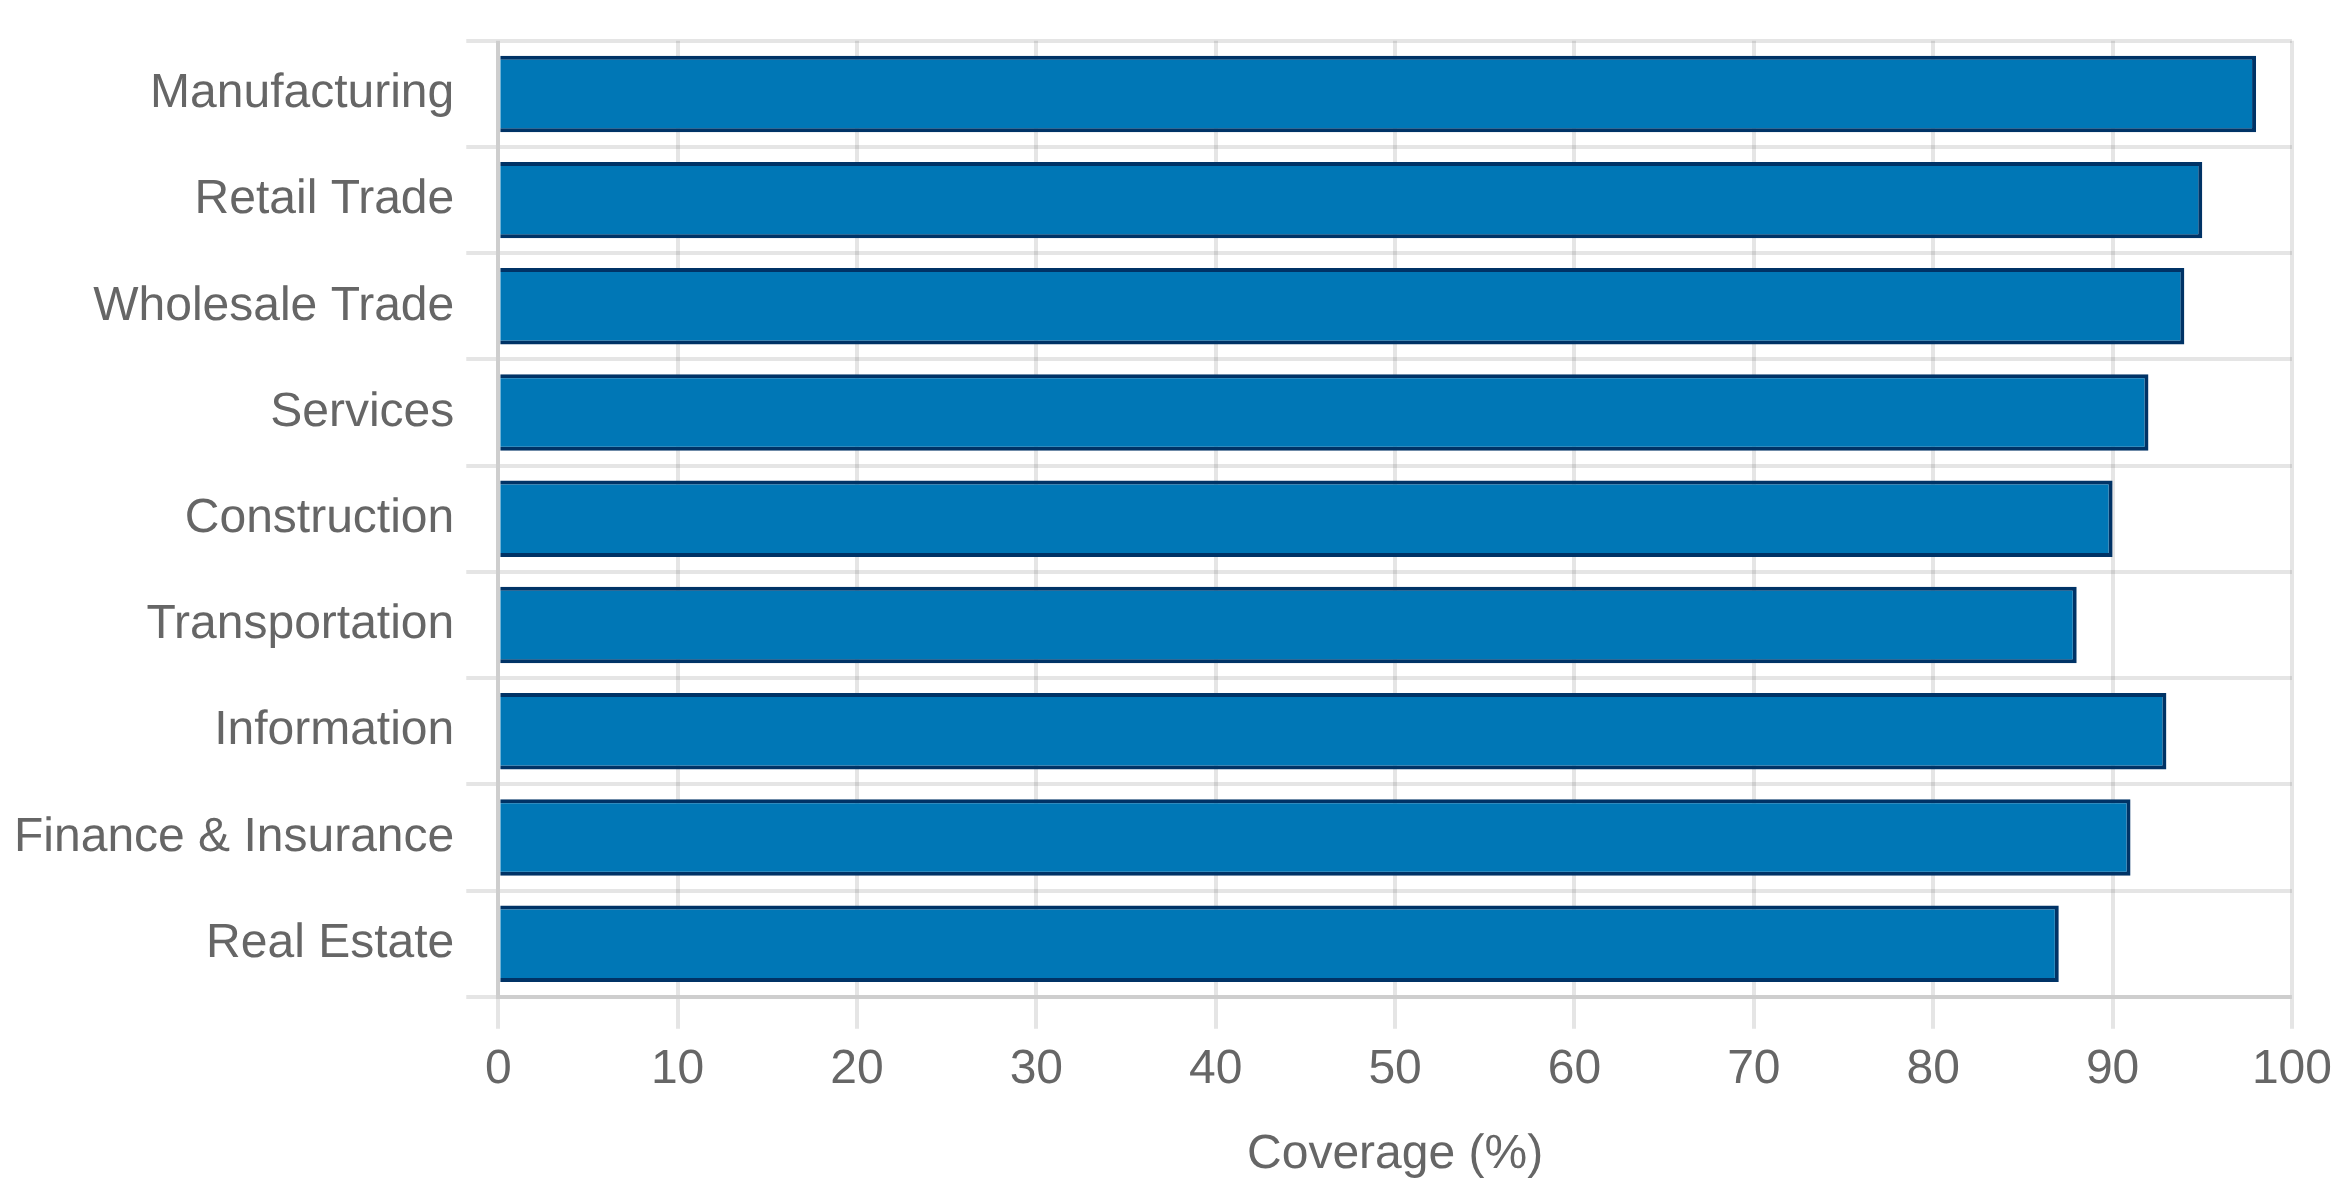 Manufacturing
Retail Trade
Wholesale Trade
Services
Construction
Transportation
Information
Finance & Insurance
Real Estate
0 10 20 30 40 50 60 70 80 90 100
Coverage (%)